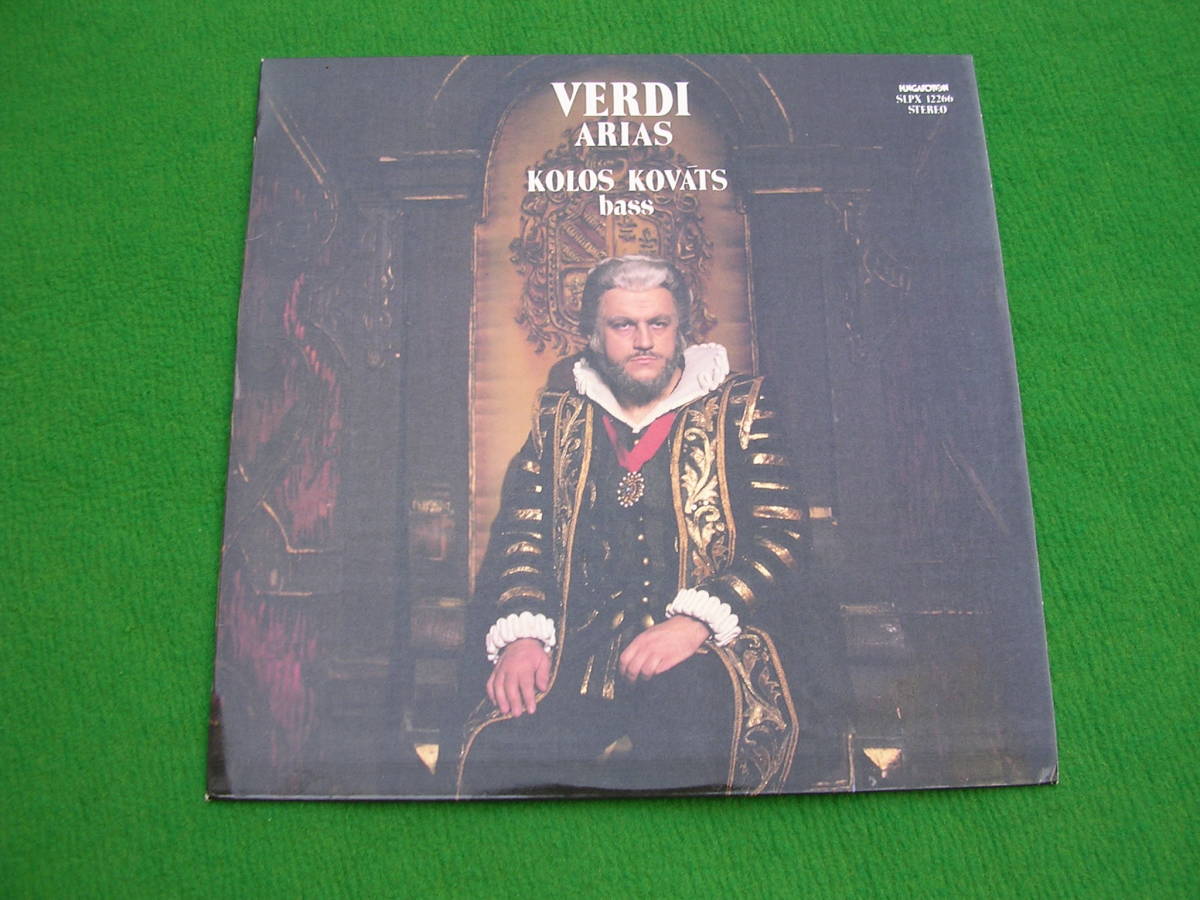 VERDI
ARIAS
KOLOS KOVÁTS
bass
HUNGAROTON
SLPX 12266
STEREO